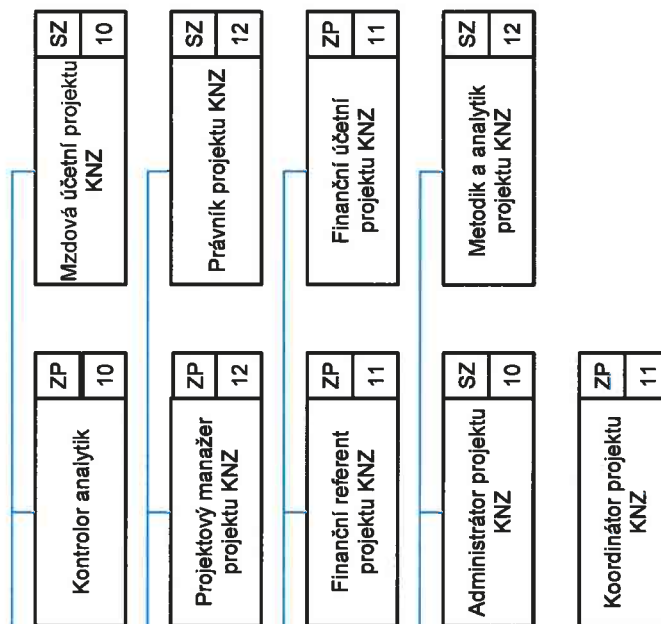 Kontrolor analytik
ZP
10
Mzdová účetní projektu
KNZ
SZ
10
Projektový manažer
projektu KNZ
ZP
12
Právník projektu KNZ
SZ
12
Finanční referent
projektu KNZ
ZP
11
Finanční účetní
projektu KNZ
ZP
11
Administrátor projektu
KNZ
SZ
10
Metodik a analytik
projektu KNZ
SZ
12
Koordinátor projektu
KNZ
ZP
11